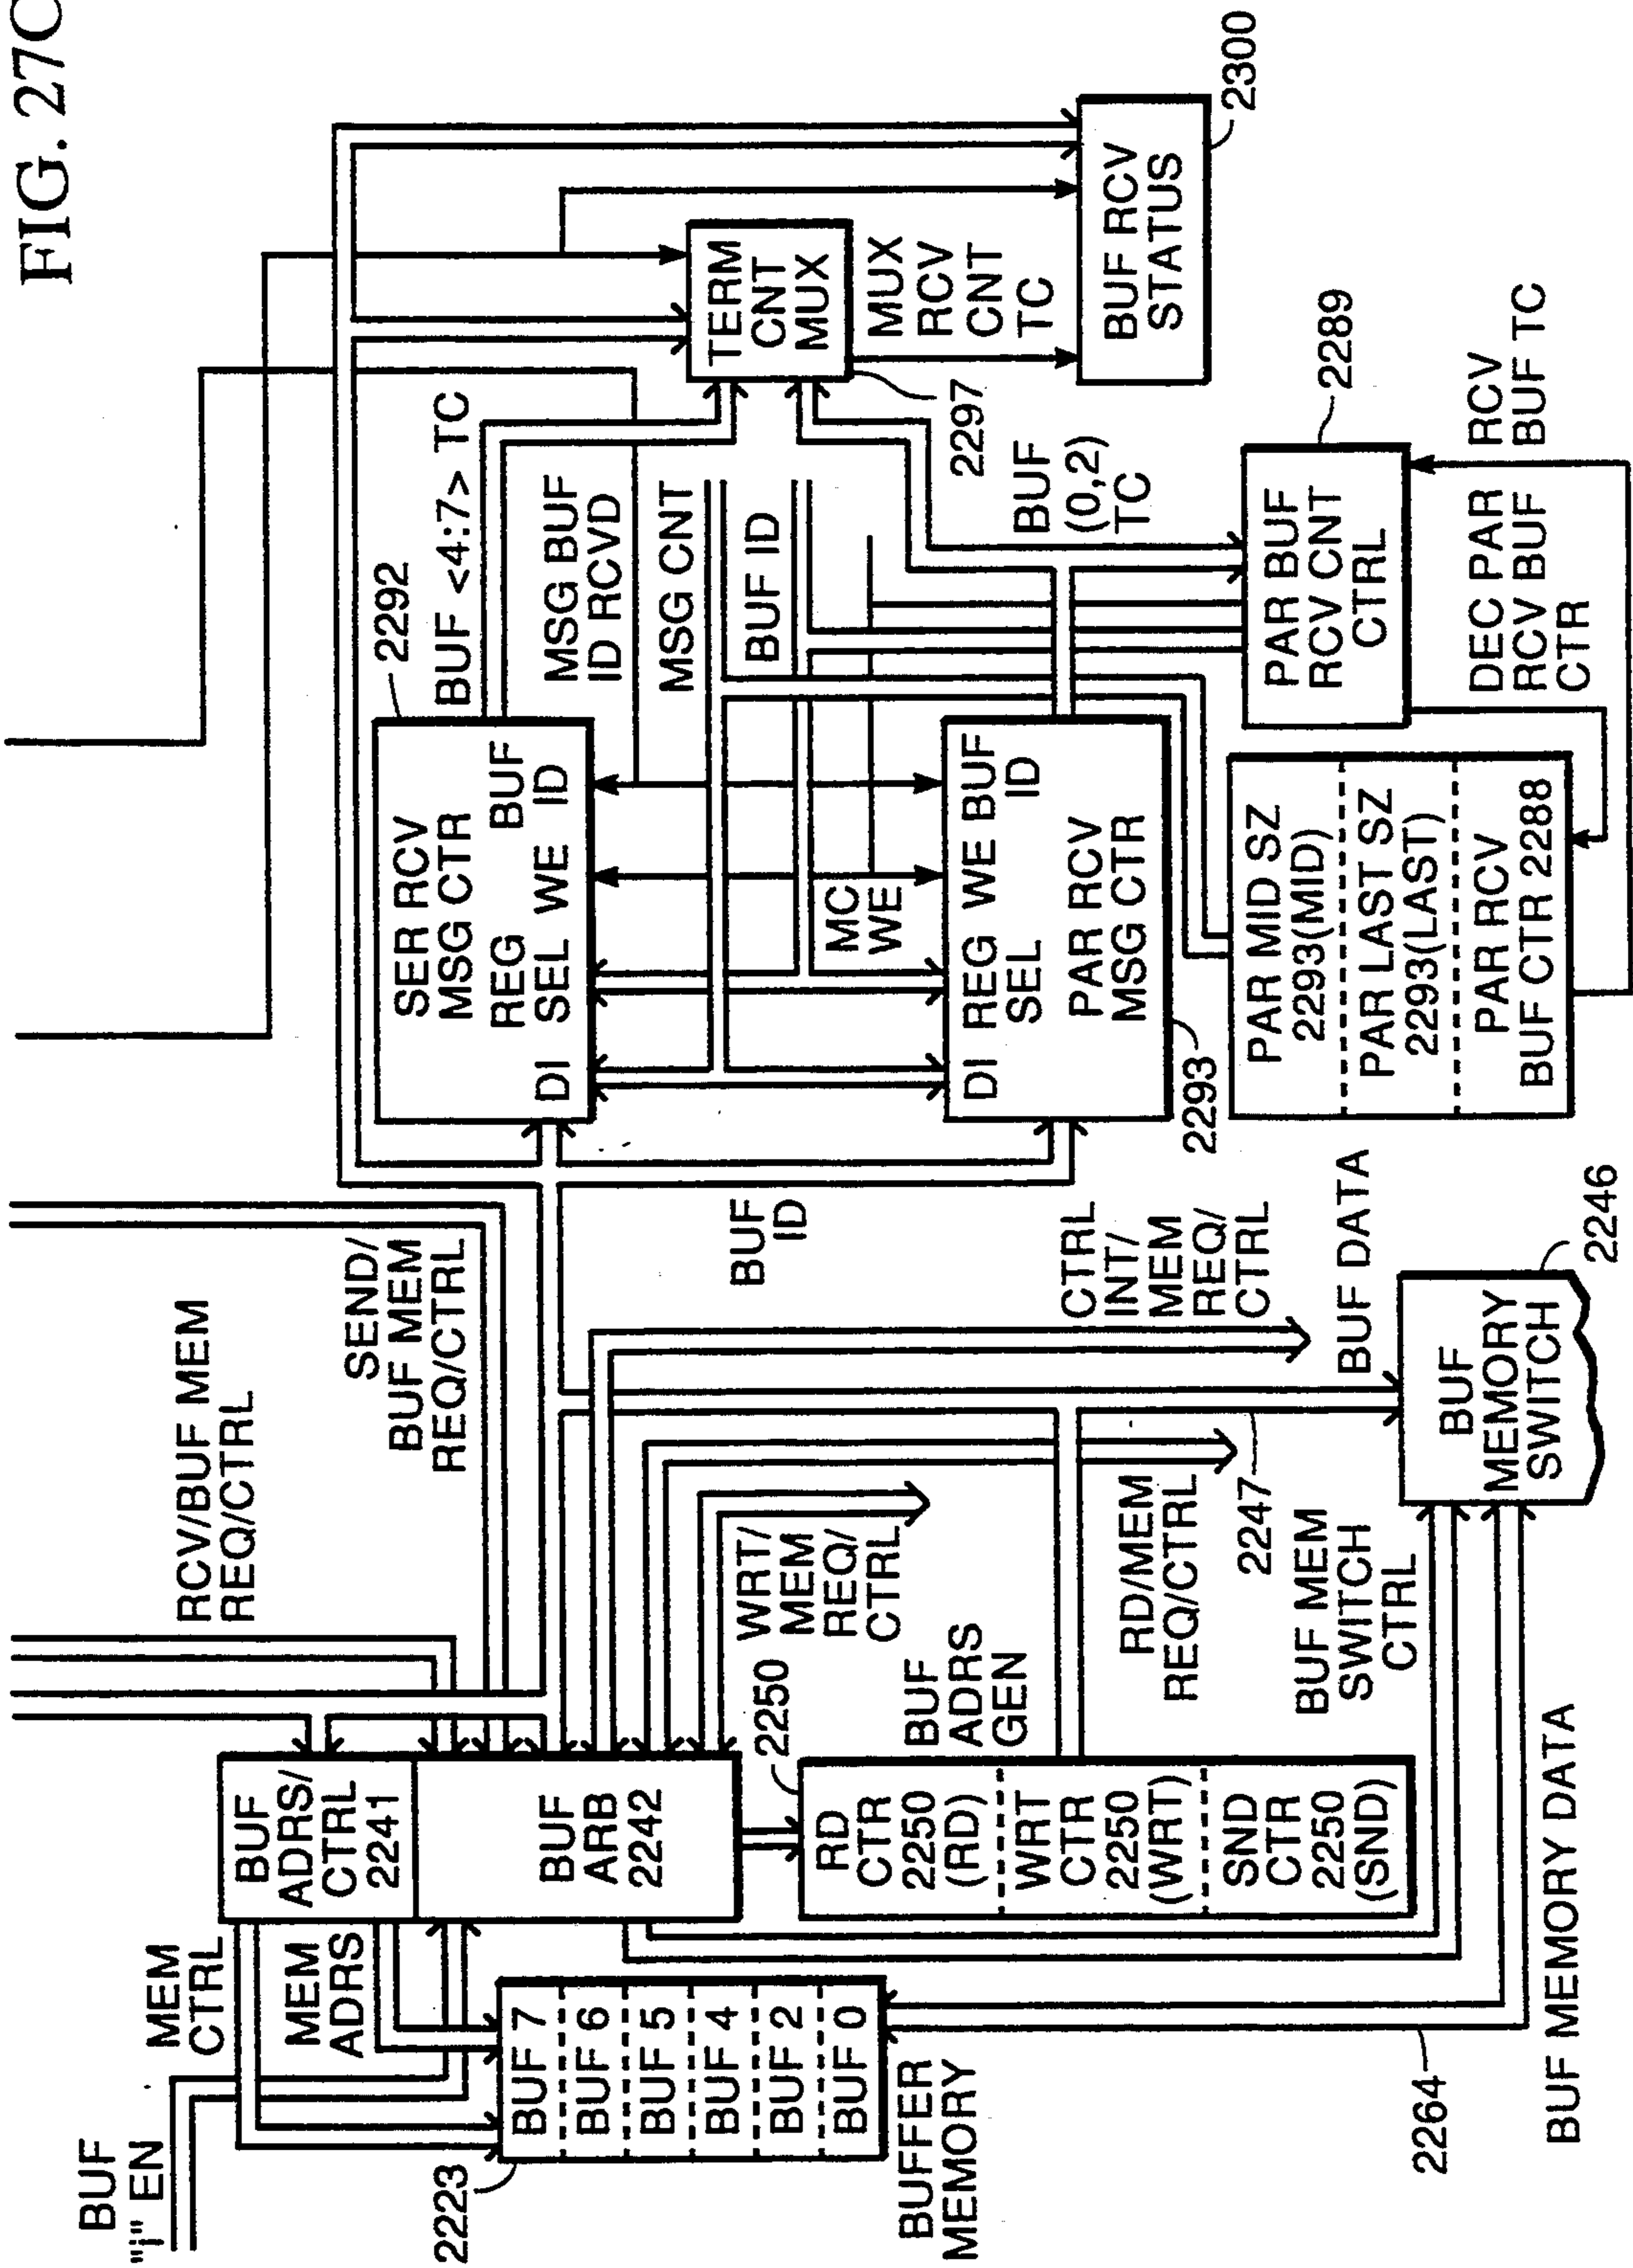 FIG. 27C
BUF
"i" EN
MEM
CTRL
MEM
ADRS
2223
BUF 7
BUF 6
BUF 5
BUF 4
BUF 2
BUF 0
BUFFER
MEMORY
BUF
ADRS/
CTRL
2241
BUF
ARB
2242
RCV/BUF MEM
REQ/CTRL
SEND/
BUF MEM
REQ/CTRL
2250
RD
CTR
2250
(RD)
WRT
CTR
2250
(WRT)
SND
CTR
2250
(SND)
BUF
ADRS
GEN
WRT/
MEM
REQ/
CTRL
RD/MEM
REQ/CTRL
2247
BUF MEM
SWITCH
CTRL
CTRL
INT/
MEM
REQ/
CTRL
BUF DATA
BUF
MEMORY
SWITCH
2246
2264
BUF MEMORY DATA
BUF
ID
SER RCV
MSG CTR
REG
SEL
WE
BUF
ID
DI
2292
BUF <4:7> TC
MSG BUF
ID RCVD
MSG CNT
BUF ID
MC
WE
DI
REG
SEL
WE
BUF
ID
PAR RCV
MSG CTR
2293
TERM
CNT
MUX
2297
MUX
RCV
CNT
TC
BUF RCV
STATUS
2300
BUF
(0,2)
TC
PAR BUF
RCV CNT
CTRL
2289
PAR MID SZ
2293(MID)
PAR LAST SZ
2293(LAST)
PAR RCV
BUF CTR 2288
DEC PAR
RCV BUF
CTR
RCV
BUF TC